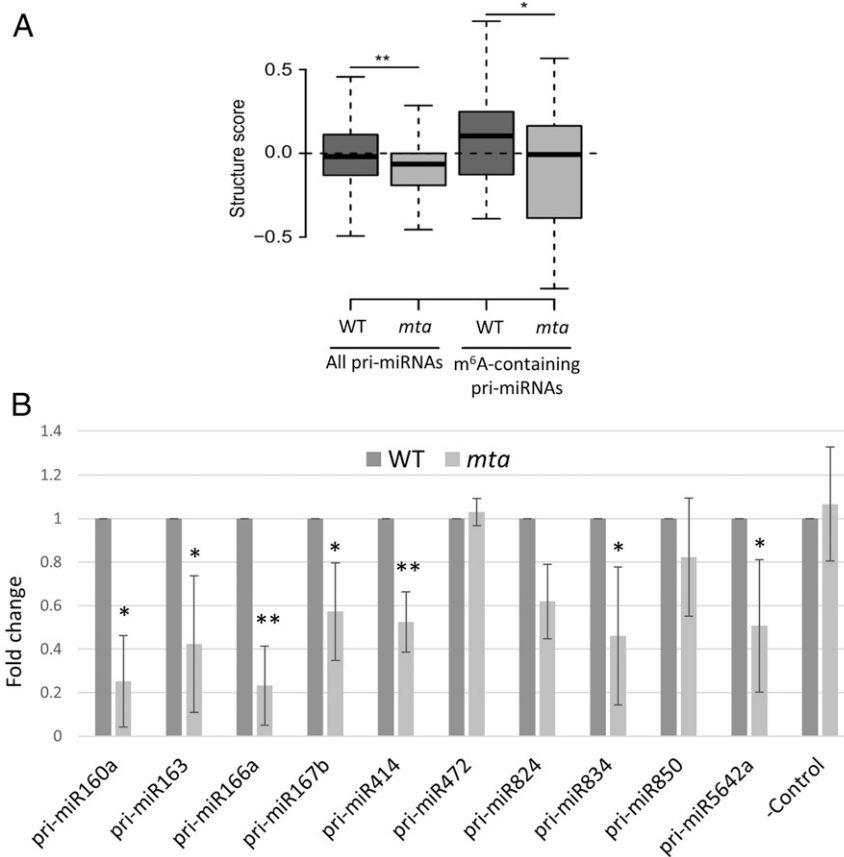 A
**
*
0.5
0.0
−0.5
Structure score
WT mta WT mta
All pri-miRNAs m⁶A-containing
pri-miRNAs
B
1.4
1.2
1
0.8
0.6
0.4
0.2
0
Fold change
WT mta
*
*
**
*
**
*
*
pri-miR160a
pri-miR163
pri-miR166a
pri-miR167b
pri-miR414
pri-miR472
pri-miR824
pri-miR834
pri-miR850
pri-miR5642a
-Control